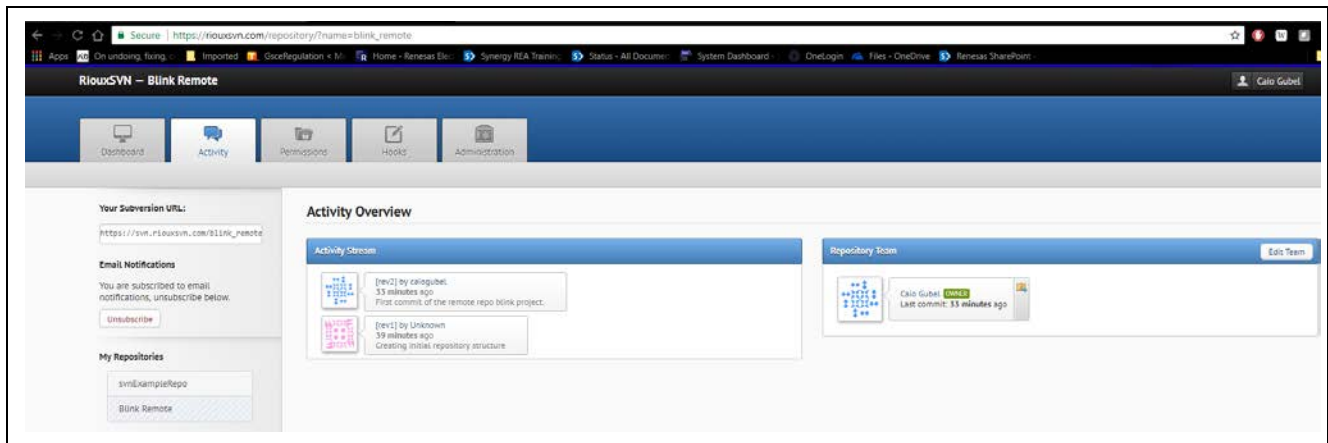 Secure | https://riouxsvn.com/repository/?name=blink_remote
Apps On undoing, fixing, Imported GsceRegulation < M Home - Renesas Elec Synergy REA Training Status - All Documen System Dashboard - OneLogin Files - OneDrive Renesas SharePoint -
RiouxSVN — Blink Remote
Caio Gubel
Dashboard
Activity
Permissions
Hooks
Administration
Your Subversion URL:
https://svn.riouxsvn.com/blink_remote
Email Notifications
You are subscribed to email
notifications, unsubscribe below.
Unsubscribe
My Repositories
svnExampleRepo
Blink Remote
Activity Overview
Activity Stream
[rev2] by caiogubel
33 minutes ago
First commit of the remote repo blink project.
[rev1] by Unknown
39 minutes ago
Creating initial repository structure
Repository Team
Edit Team
Caio Gubel OWNER
Last commit: 33 minutes ago